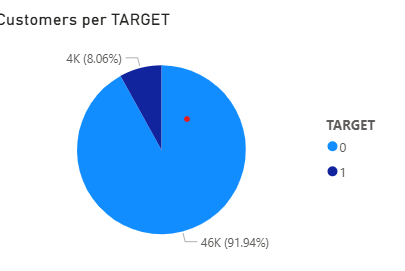 Customers per TARGET
4K (8.06%)
TARGET
0
1
46K (91.94%)